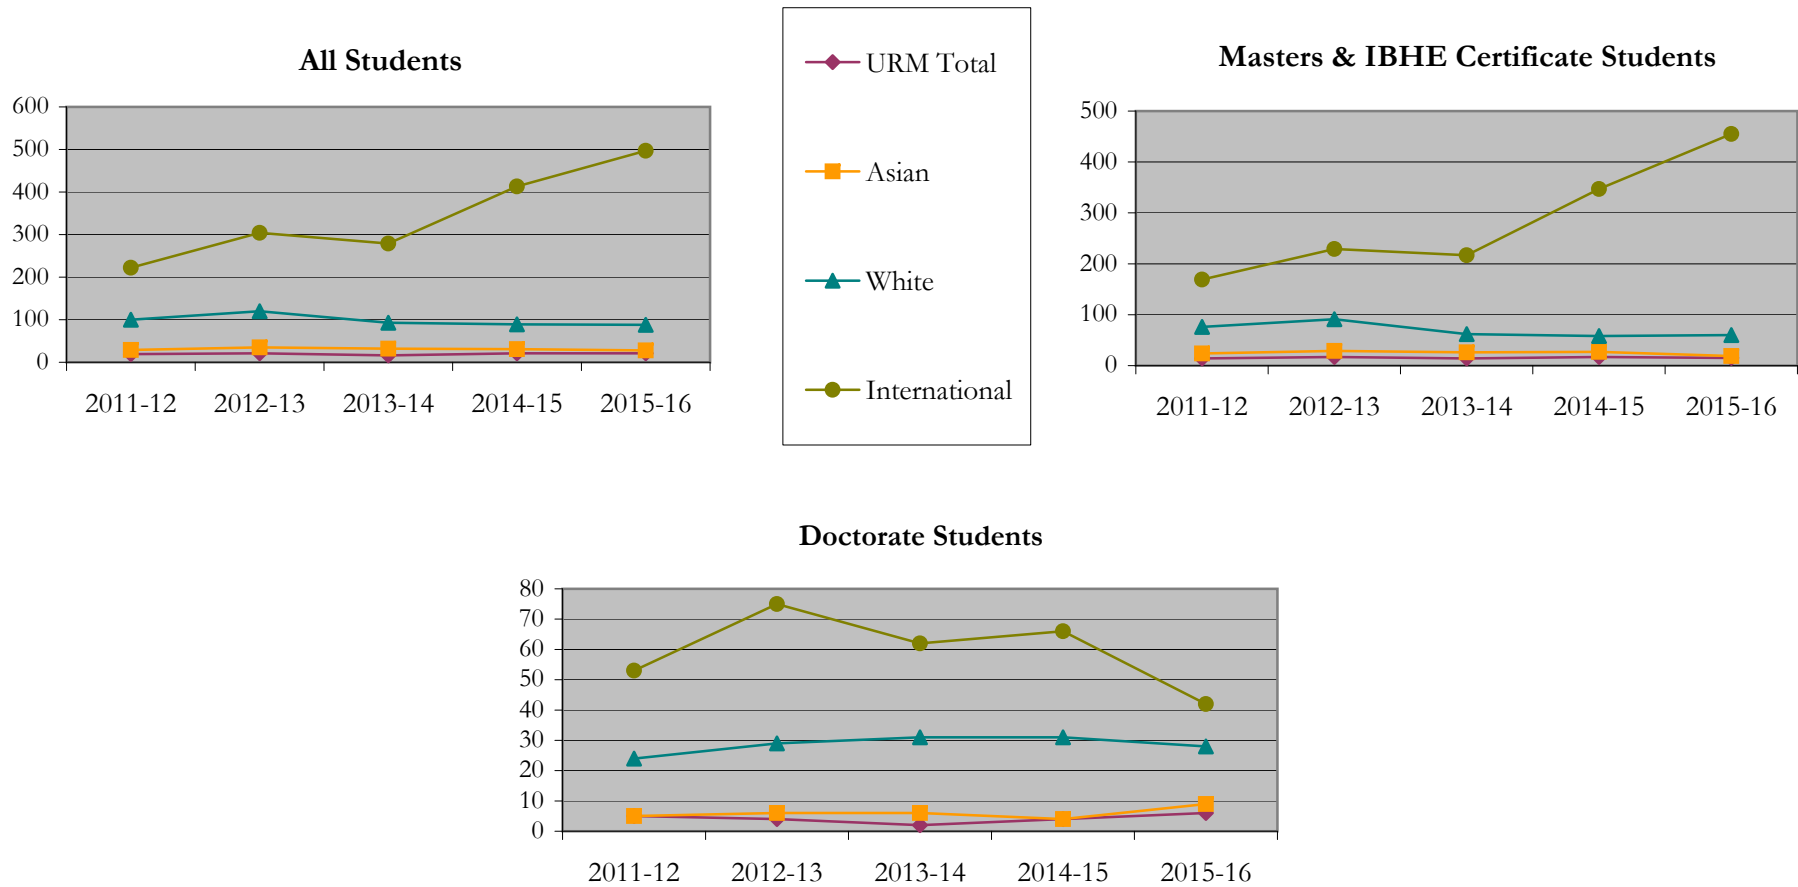 All Students
600
500
400
300
200
100
0
2011-12 2012-13 2013-14 2014-15 2015-16
URM Total
Asian
White
International
Masters & IBHE Certificate Students
500
400
300
200
100
0
2011-12 2012-13 2013-14 2014-15 2015-16
Doctorate Students
80
70
60
50
40
30
20
10
0
2011-12 2012-13 2013-14 2014-15 2015-16